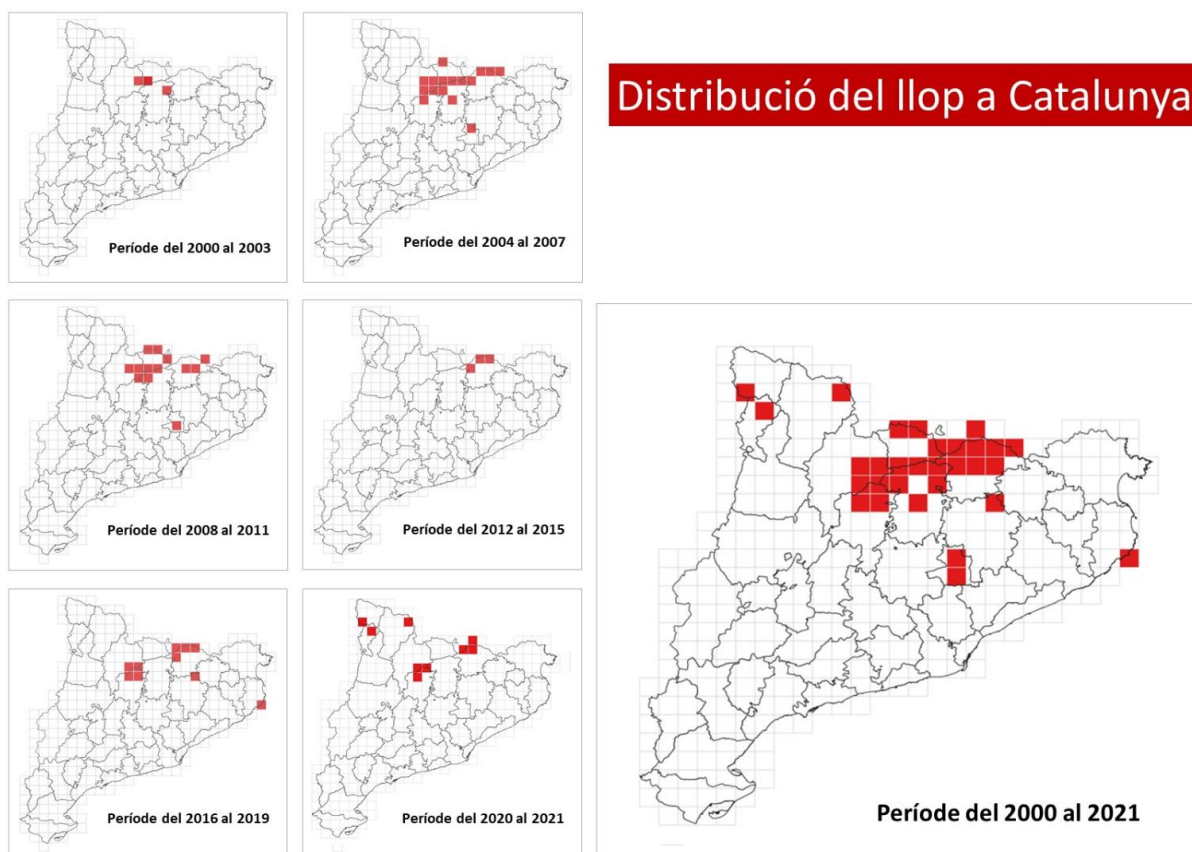 Distribució del llop a Catalunya
Període del 2000 al 2003
Període del 2004 al 2007
Període del 2008 al 2011
Període del 2012 al 2015
Període del 2016 al 2019
Període del 2020 al 2021
Període del 2000 al 2021